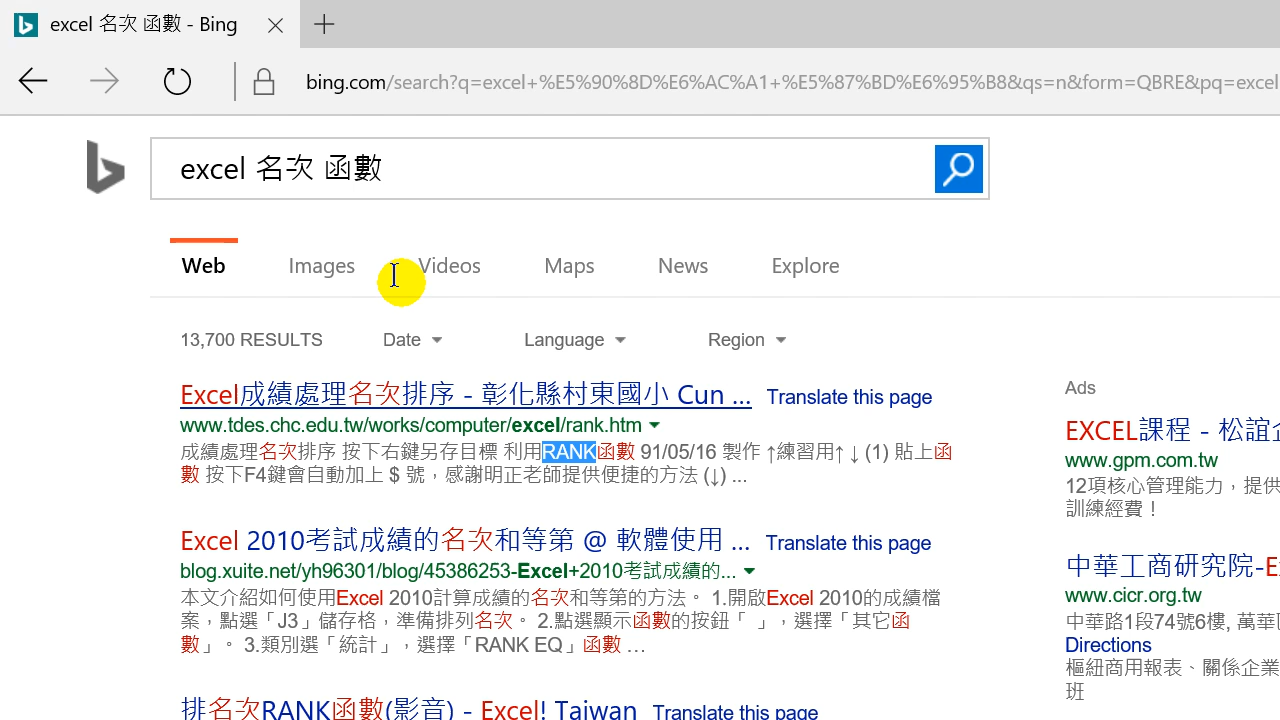 excel 名次 函數 - Bing
bing.com/search?q=excel+%E5%90%8D%E6%AC%A1+%E5%87%BD%E6%95%B8&qs=n&form=QBRE&pq=excel
excel 名次 函數
Web Images Videos Maps News Explore
13,700 RESULTS Date Language Region
Excel成績處理名次排序 - 彰化縣村東國小 Cun ... Translate this page
www.tdes.chc.edu.tw/works/computer/excel/rank.htm
成績處理名次排序 按下右鍵另存目標 利用RANK函數 91/05/16 製作 ↑練習用↑ ↓ (1) 貼上函
數 按下F4鍵會自動加上 $ 號，感謝明正老師提供便捷的方法 (↓) ...
Excel 2010考試成績的名次和等第 @ 軟體使用 ... Translate this page
blog.xuite.net/yh96301/blog/45386253-Excel+2010考試成績的...
本文介紹如何使用Excel 2010計算成績的名次和等第的方法。 1.開啟Excel 2010的成績檔
案，點選「J3」儲存格，準備排列名次。 2.點選顯示函數的按鈕「 」，選擇「其它函
數」。 3.類別選「統計」，選擇「RANK EQ」函數 …
排名次RANK函數(影音) - Excel! Taiwan Translate this page
Ads
EXCEL課程 - 松誼
www.gpm.com.tw
12項核心管理能力，提供
訓練經費！
中華工商研究院-E
www.cicr.org.tw
中華路1段74號6樓, 萬華
Directions
樞紐商用報表、關係企業
班